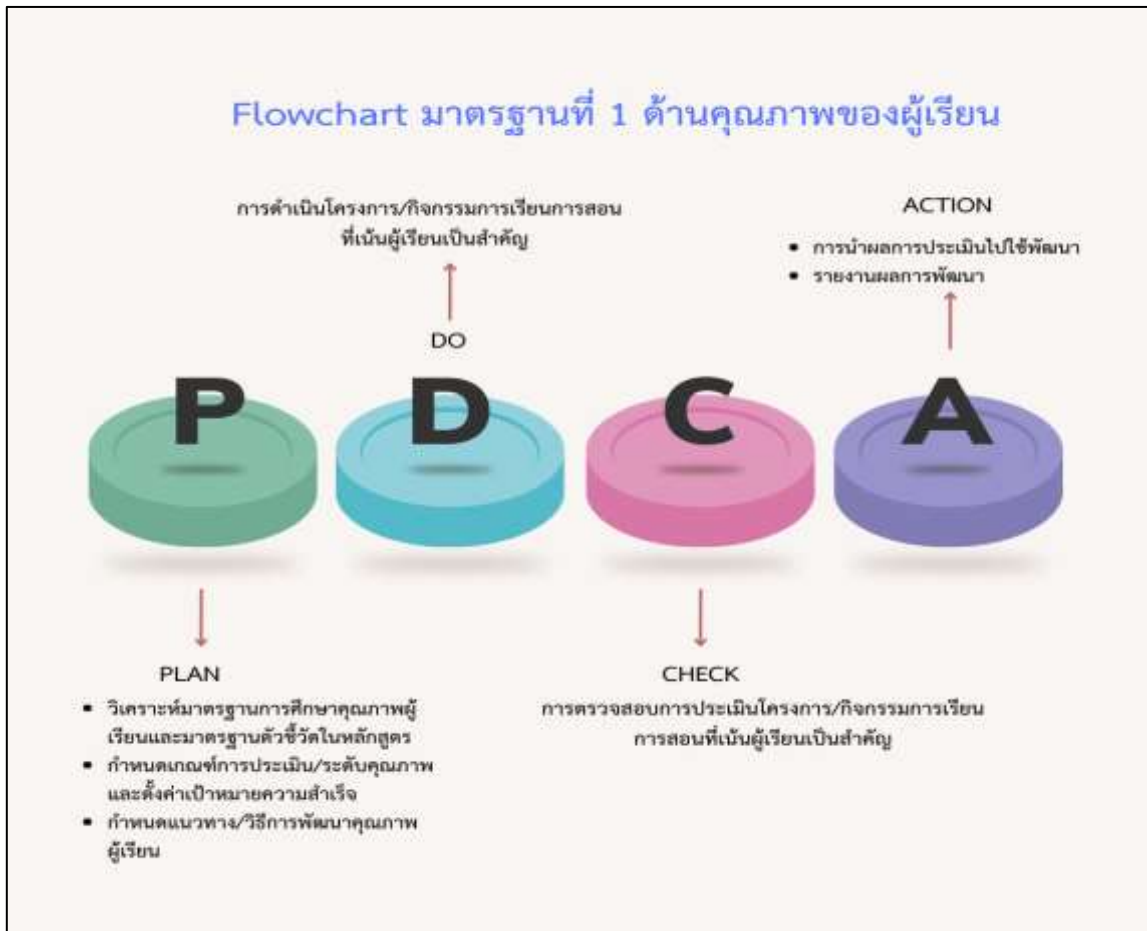 Flowchart มาตรฐานที่ 1 ด้านคุณภาพของผู้เรียน
การดำเนินโครงการ/กิจกรรมการเรียนการสอน
ที่เน้นผู้เรียนเป็นสำคัญ
DO
ACTION
• การนำผลการประเมินไปใช้พัฒนา
• รายงานผลการพัฒนา
P D C A
PLAN
▪ วิเคราะห์มาตรฐานการศึกษาคุณภาพผู้
เรียนและมาตรฐานตัวชี้วัดในหลักสูตร
▪ กำหนดเกณฑ์การประเมิน/ระดับคุณภาพ
และตั้งค่าเป้าหมายความสำเร็จ
▪ กำหนดแนวทาง/วิธีการพัฒนาคุณภาพ
ผู้เรียน
CHECK
การตรวจสอบการประเมินโครงการ/กิจกรรมการเรียน
การสอนที่เน้นผู้เรียนเป็นสำคัญ